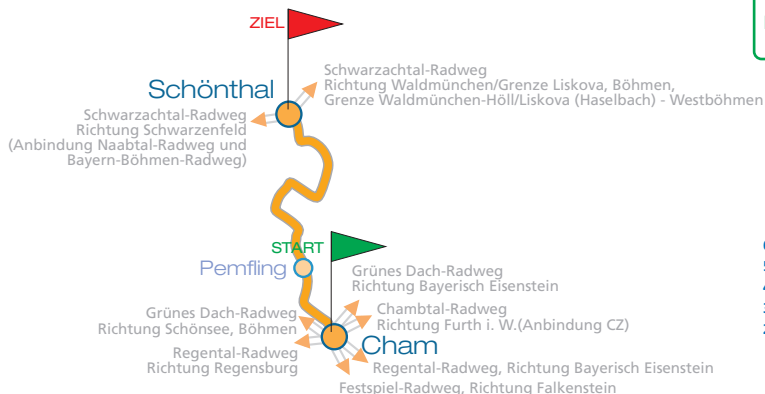 ZIEL
Schönthal
Schwarzachtal-Radweg
Richtung Waldmünchen/Grenze Liskova, Böhmen,
Grenze Waldmünchen-Höll/Liskova (Haselbach) - Westböhmen
Schwarzachtal-Radweg
Richtung Schwarzenfeld
(Anbindung Naabtal-Radweg und
Bayern-Böhmen-Radweg)
START
Pemfling
Grünes Dach-Radweg
Richtung Bayerisch Eisenstein
Grünes Dach-Radweg
Richtung Schönsee, Böhmen
Chambtal-Radweg
Richtung Furth i. W.(Anbindung CZ)
Cham
Regental-Radweg
Richtung Regensburg
Regental-Radweg, Richtung Bayerisch Eisenstein
Festspiel-Radweg, Richtung Falkenstein